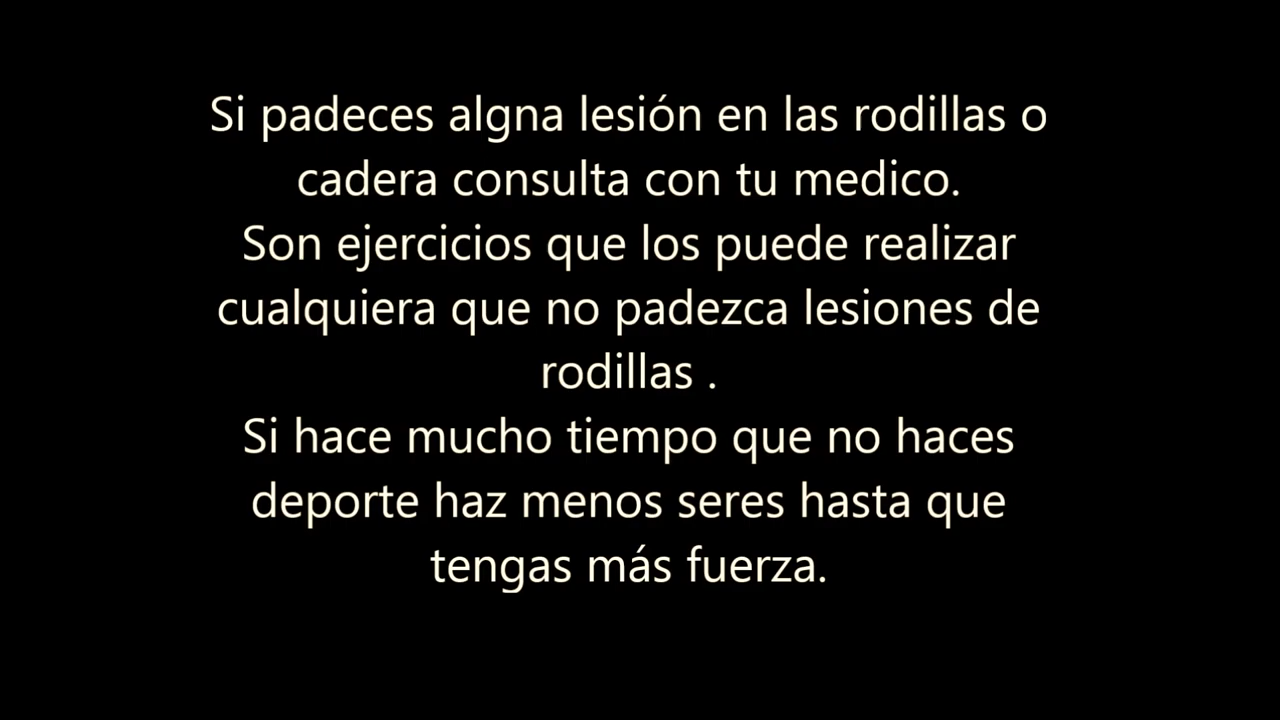 Si padeces algna lesión en las rodillas o
cadera consulta con tu medico.
Son ejercicios que los puede realizar
cualquiera que no padezca lesiones de
rodillas .
Si hace mucho tiempo que no haces
deporte haz menos seres hasta que
tengas más fuerza.